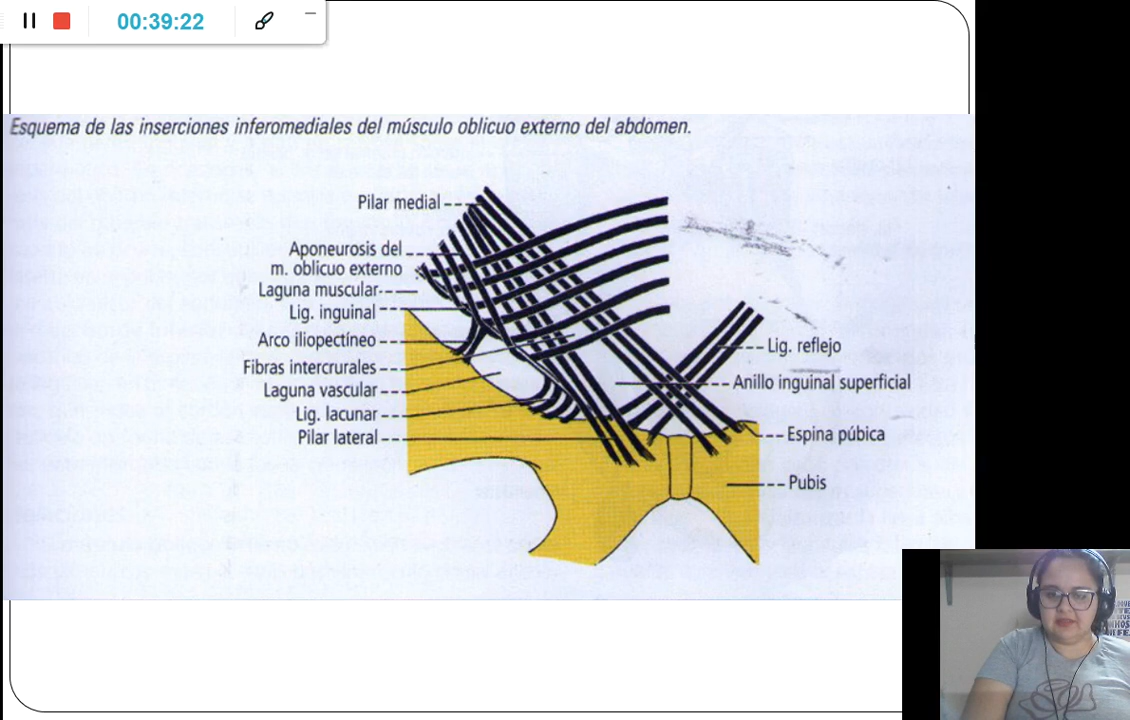 00:39:22
Esquema de las inserciones inferomediales del músculo oblicuo externo del abdomen.
Pilar medial
Aponeurosis del
m. oblicuo externo
Laguna muscular
Lig. inguinal
Arco iliopectíneo
Fibras intercrurales
Laguna vascular
Lig. lacunar
Pilar lateral
Lig. reflejo
Anillo inguinal superficial
Espina púbica
Pubis